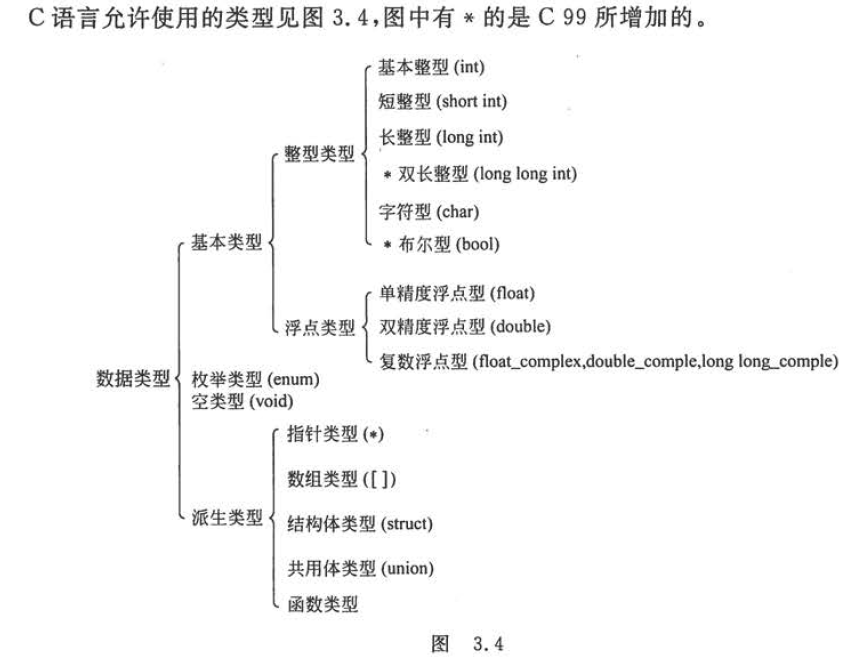 C 语言允许使用的类型见图 3.4,图中有 * 的是 C 99 所增加的。
基本整型 (int)
短整型 (short int)
长整型 (long int)
整型类型
* 双长整型 (long long int)
字符型 (char)
基本类型
* 布尔型 (bool)
单精度浮点型 (float)
浮点类型
双精度浮点型 (double)
复数浮点型 (float_complex,double_comple,long long_comple)
数据类型
枚举类型 (enum)
空类型 (void)
指针类型 (*)
数组类型 ([ ])
派生类型
结构体类型 (struct)
共用体类型 (union)
函数类型
图 3.4